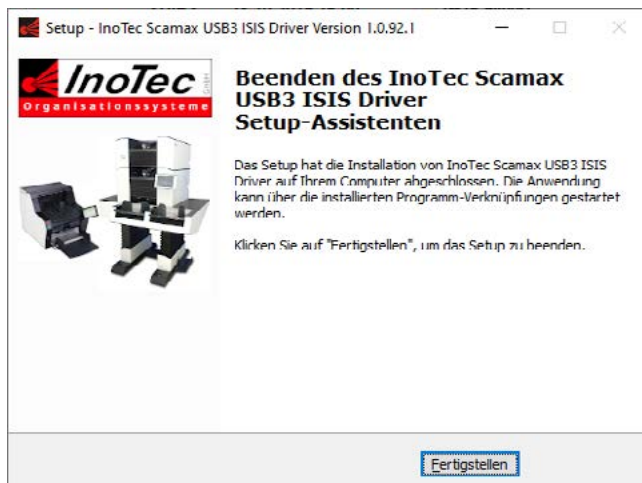 Setup - InoTec Scamax USB3 ISIS Driver Version 1.0.92.1
InoTec GmbH
Organisationssysteme
Beenden des InoTec Scamax
USB3 ISIS Driver
Setup-Assistenten
Das Setup hat die Installation von InoTec Scamax USB3 ISIS
Driver auf Ihrem Computer abgeschlossen. Die Anwendung
kann über die installierten Programm-Verknüpfungen gestartet
werden.
Klicken Sie auf "Fertigstellen", um das Setup zu beenden.
Fertigstellen